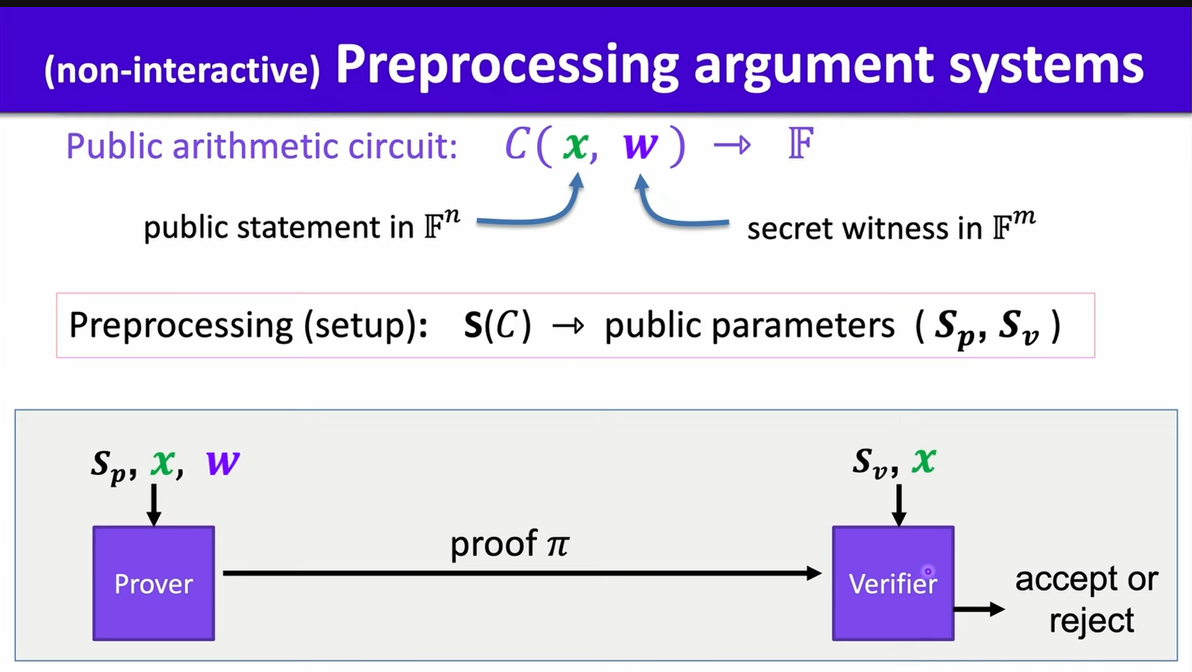 (non-interactive) Preprocessing argument systems
Public arithmetic circuit: C( x, w ) → 𝔽
public statement in 𝔽ⁿ
secret witness in 𝔽ᵐ
Preprocessing (setup): S(C) → public parameters ( Sₚ, Sᵥ )
Sₚ, x, w
Sᵥ, x
proof π
Prover
Verifier
accept or
reject